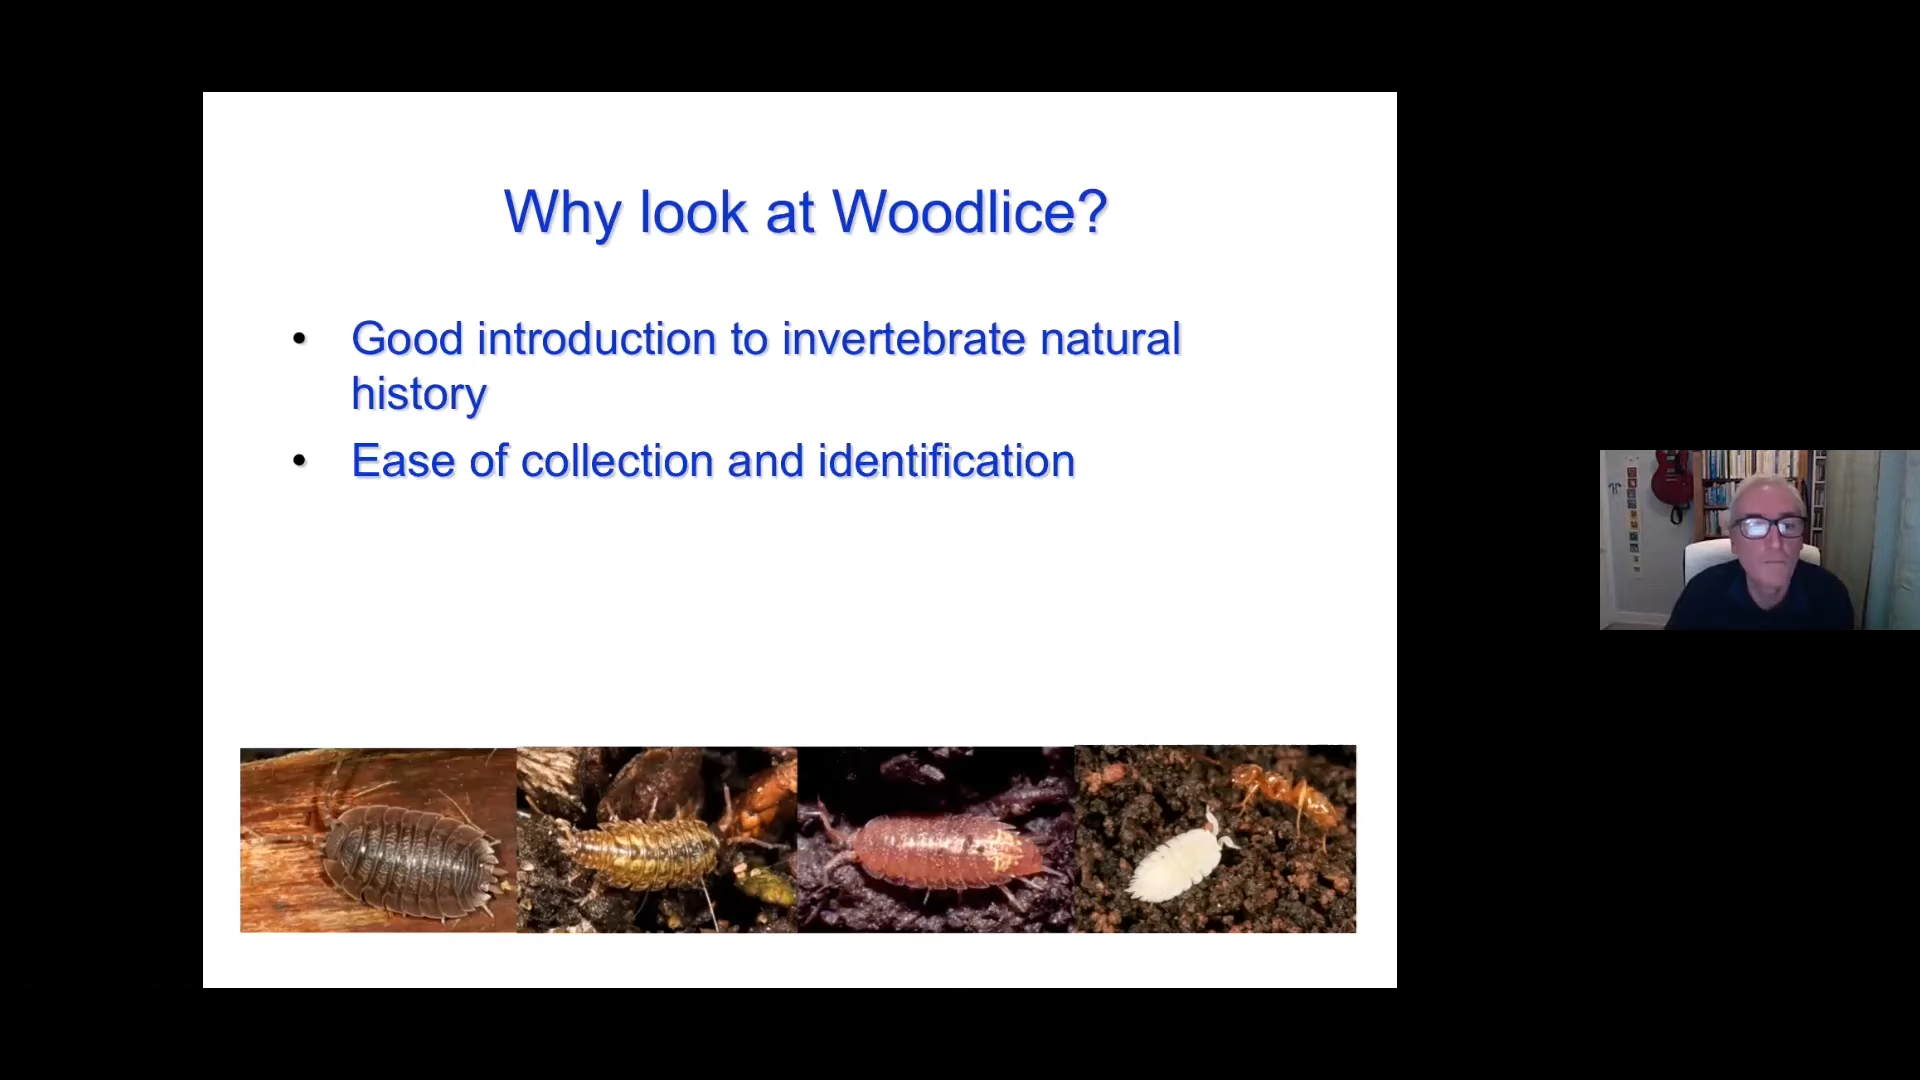 Why look at Woodlice?
• Good introduction to invertebrate natural
history
• Ease of collection and identification